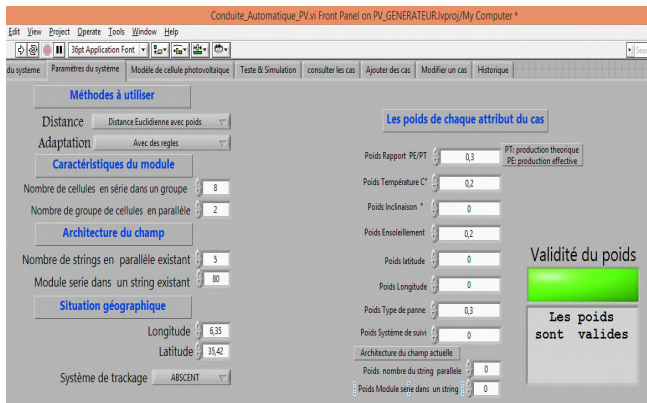 Conduite_Automatique_PV.vi Front Panel on PV_GENERATEUR.lvproj/My Computer *
Edit View Project Operate Tools Window Help
36pt Application Font
Sea
du systeme Paramètres du système Modéle de cellule photovoltaïque Teste & Simulation consulter les cas Ajouter des cas Modifier un cas Historique
Méthodes à utiliser
Distance Distance Euclidienne avec poids
Adaptation Avec des regles
Caractéristiques du module
Nombre de cellules en série dans un groupe 8
Nombre de groupe de cellules en paralléle 2
Architecture du champ
Nombre de strings en paralléle existant 5
Module serie dans un string existant 80
Situation géographique
Longitude 6,35
Latitude 35,42
Système de trackage ABSCENT
Les poids de chaque attribut du cas
Poids Rapport PE/PT 0,3
PT: production theorique
PE: production effective
Poids Température C° 0,2
Poids Inclinaison ° 0
Poids Ensoleillement 0,2
Poids latitude 0
Poids Longitude 0
Poids Type de panne 0,3
Poids Système de suivi 0
Architecture du champ actuelle
Poids nombre du string parallele 0
Poids Module serie dans un string 0
Validité du poids
Les poids
sont valides